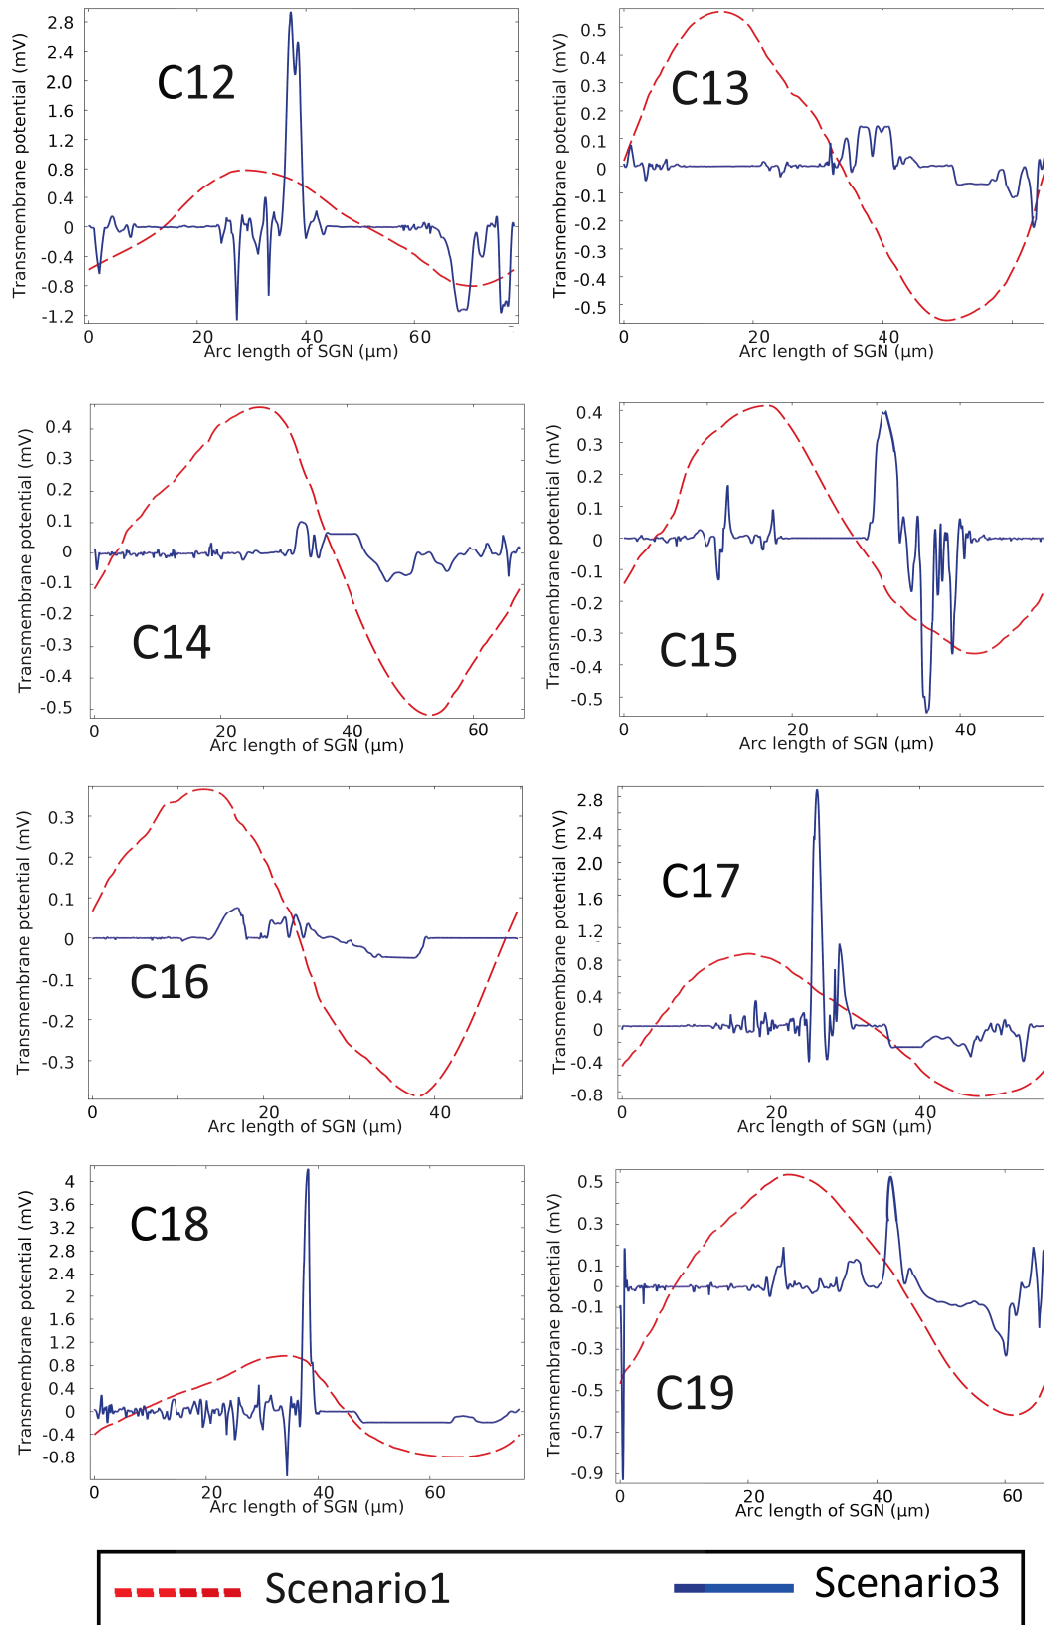 Transmembrane potential (mV)
2.8
2.4
2.0
1.6
1.2
0.8
0.4
0
-0.4
-0.8
-1.2
C12
0 20 40 60
Arc length of SGN (µm)
Transmembrane potential (mV)
0.5
0.4
0.3
0.2
0.1
0
-0.1
-0.2
-0.3
-0.4
-0.5
C13
0 20 40 60
Arc length of SGN (µm)
Transmembrane potential (mV)
0.4
0.3
0.2
0.1
0
-0.1
-0.2
-0.3
-0.4
-0.5
C14
0 20 40 60
Arc length of SGN (µm)
Transmembrane potential (mV)
0.4
0.3
0.2
0.1
0
-0.1
-0.2
-0.3
-0.4
-0.5
C15
0 20 40
Arc length of SGN (µm)
Transmembrane pctential (mV)
0.3
0.2
0.1
0
-0.1
-0.2
-0.3
C16
0 20 40
Arc length of SGN (µm)
Transmembrane potential (mV)
2.8
2.4
2.0
1.6
1.2
0.8
0.4
0
-0.4
-0.8
C17
0 20 40
Arc length of SGN (µm)
Transmembrane potential (mV)
4
3.6
3.2
2.8
2.4
2
1.6
1.2
0.8
0.4
0
-0.4
-0.8
C18
0 20 40 60
Arc length of SGN (µm)
Transmembrane potential (mV)
0.5
0.3
0.1
0
-0.1
-0.3
-0.5
-0.7
-0.9
C19
0 20 40 60
Arc length of SGN (µm)
Scenario1
Scenario3